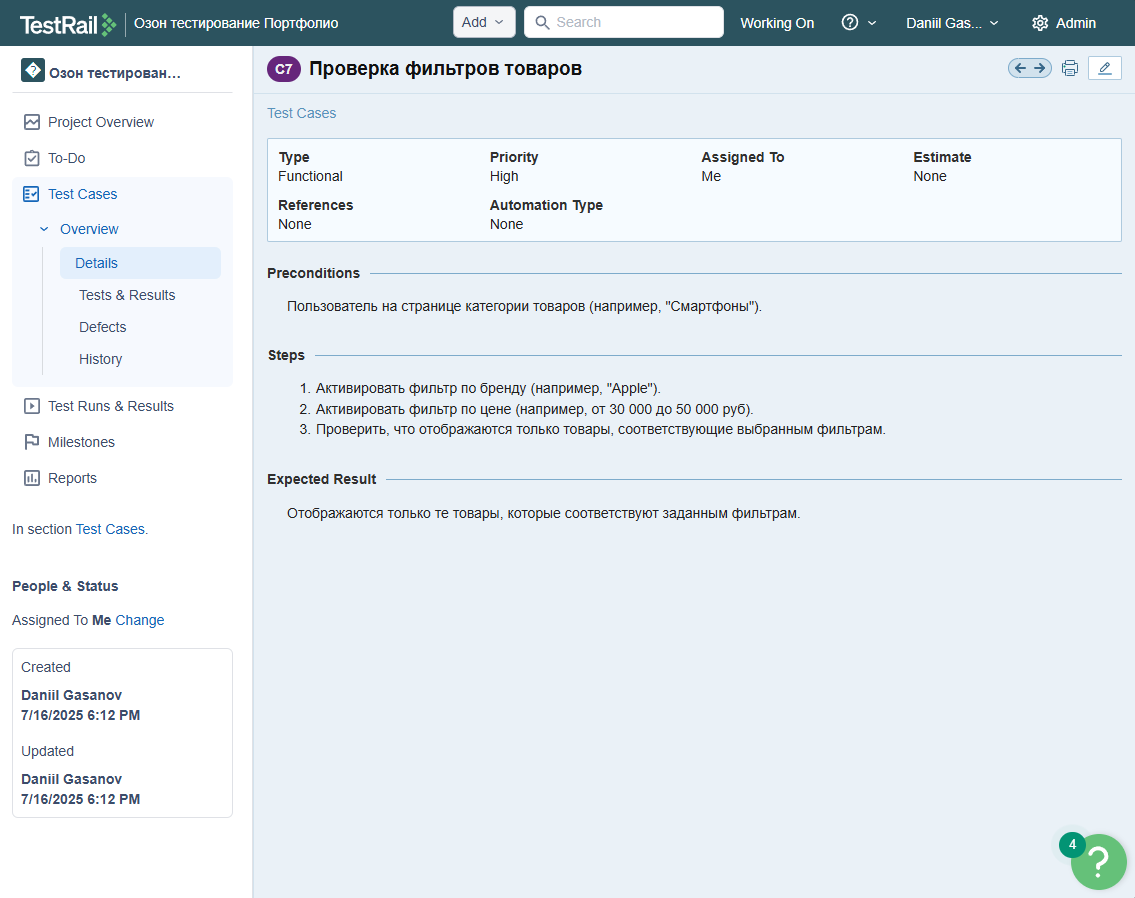 TestRail Озон тестирование Портфолио Add Search Working On Daniil Gas... Admin
Озон тестирован...
Project Overview
To-Do
Test Cases
Overview
Details
Tests & Results
Defects
History
Test Runs & Results
Milestones
Reports
In section Test Cases.
People & Status
Assigned To Me Change
Created
Daniil Gasanov
7/16/2025 6:12 PM
Updated
Daniil Gasanov
7/16/2025 6:12 PM
C7 Проверка фильтров товаров
Test Cases
Type Priority Assigned To Estimate
Functional High Me None
References Automation Type
None None
Preconditions
Пользователь на странице категории товаров (например, "Смартфоны").
Steps
1. Активировать фильтр по бренду (например, "Apple").
2. Активировать фильтр по цене (например, от 30 000 до 50 000 руб).
3. Проверить, что отображаются только товары, соответствующие выбранным фильтрам.
Expected Result
Отображаются только те товары, которые соответствуют заданным фильтрам.
4
?